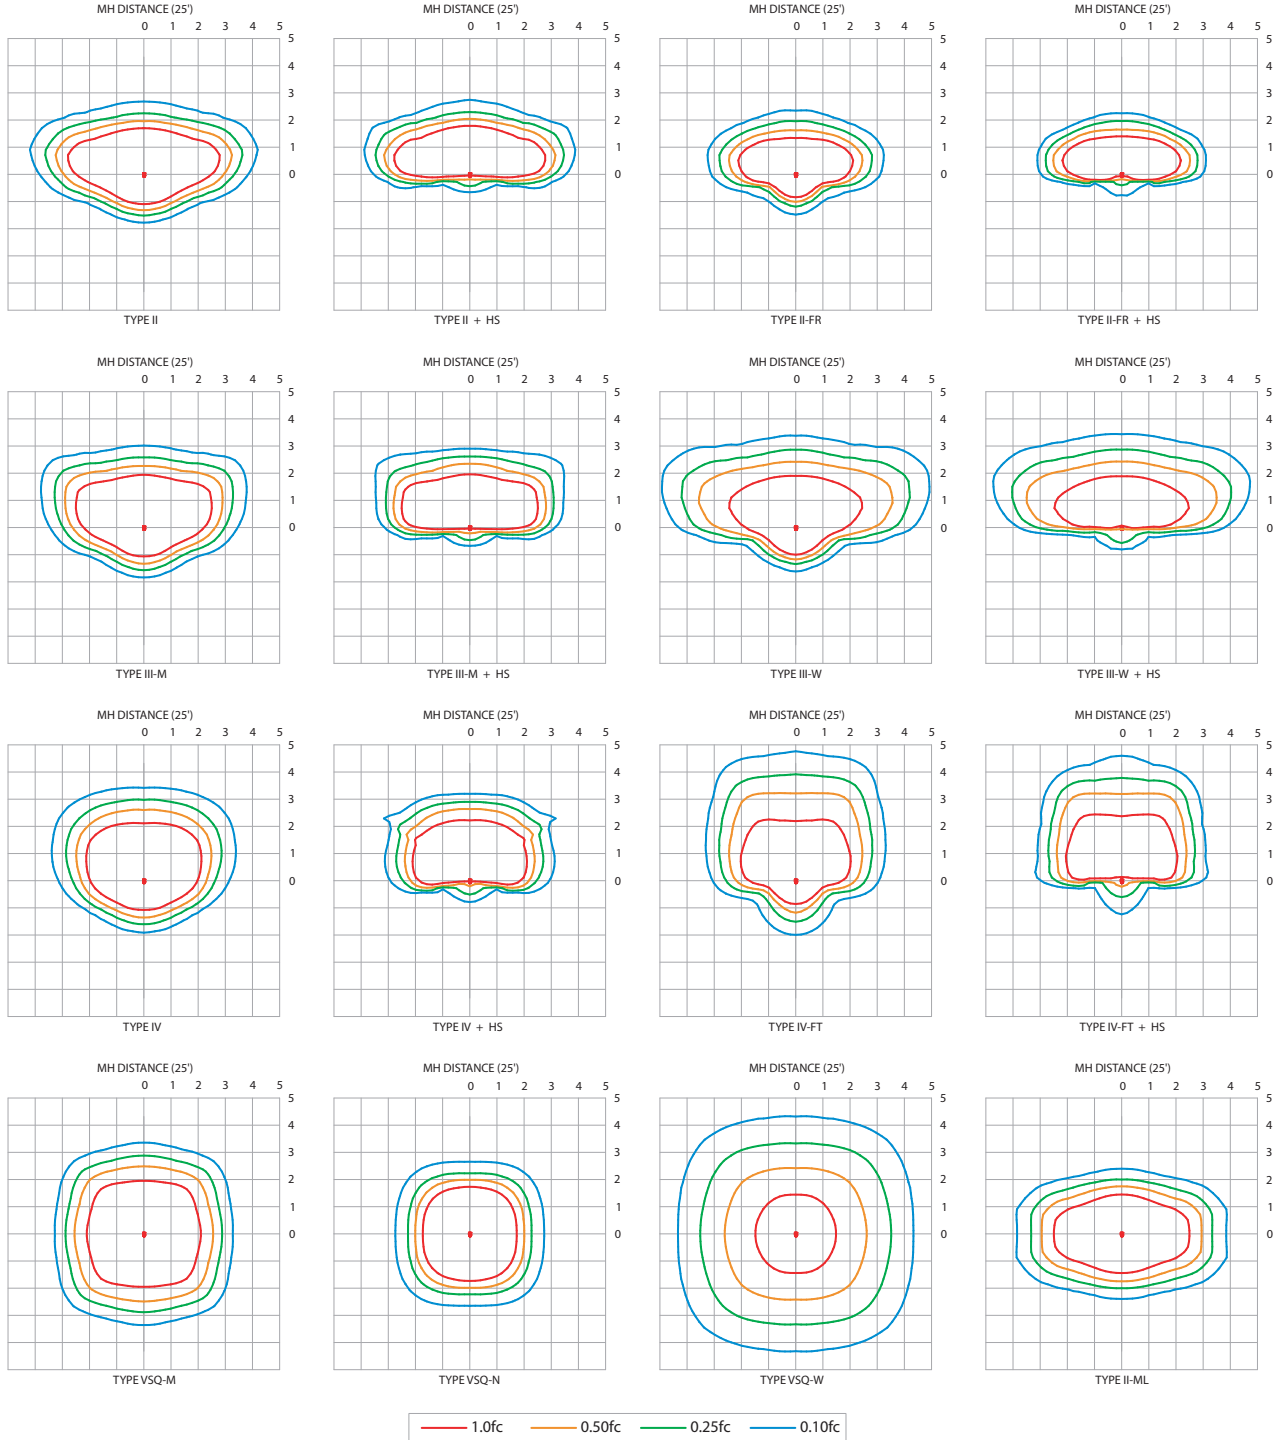 MH DISTANCE (25') MH DISTANCE (25') MH DISTANCE (25') MH DISTANCE (25')
0 1 2 3 4 5 0 1 2 3 4 5 0 1 2 3 4 5 0 1 2 3 4 5
5 5 5 5
4 4 4 4
3 3 3 3
2 2 2 2
1 1 1 1
0 0 0 0
TYPE II TYPE II + HS TYPE II-FR TYPE II-FR + HS
MH DISTANCE (25') MH DISTANCE (25') MH DISTANCE (25') MH DISTANCE (25')
0 1 2 3 4 5 0 1 2 3 4 5 0 1 2 3 4 5 0 1 2 3 4 5
5 5 5 5
4 4 4 4
3 3 3 3
2 2 2 2
1 1 1 1
0 0 0 0
TYPE III-M TYPE III-M + HS TYPE III-W TYPE III-W + HS
MH DISTANCE (25') MH DISTANCE (25') MH DISTANCE (25') MH DISTANCE (25')
0 1 2 3 4 5 0 1 2 3 4 5 0 1 2 3 4 5 0 1 2 3 4 5
5 5 5 5
4 4 4 4
3 3 3 3
2 2 2 2
1 1 1 1
0 0 0 0
TYPE IV TYPE IV + HS TYPE IV-FT TYPE IV-FT + HS
MH DISTANCE (25') MH DISTANCE (25') MH DISTANCE (25') MH DISTANCE (25')
0 1 2 3 4 5 0 1 2 3 4 5 0 1 2 3 4 5 0 1 2 3 4 5
5 5 5 5
4 4 4 4
3 3 3 3
2 2 2 2
1 1 1 1
0 0 0 0
TYPE VSQ-M TYPE VSQ-N TYPE VSQ-W TYPE II-ML
1.0fc 0.50fc 0.25fc 0.10fc